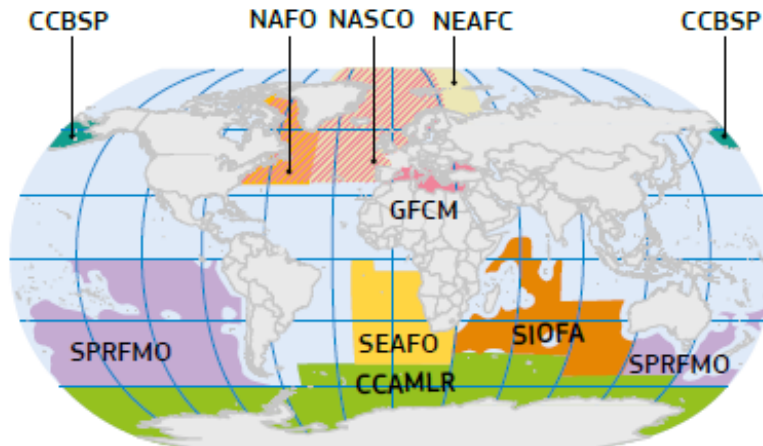 CCBSP NAFO NASCO NEAFC CCBSP
GFCM
SPRFMO SEAFO SIOFA SPRFMO
CCAMLR